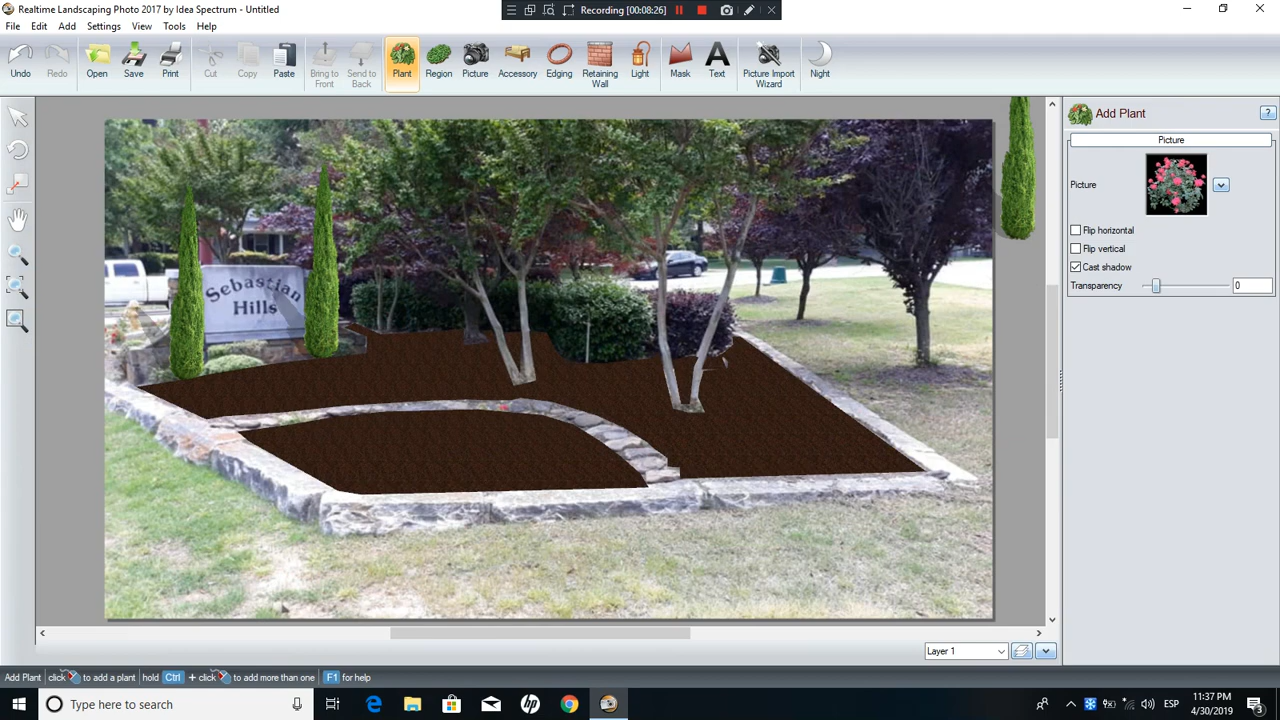 Realtime Landscaping Photo 2017 by Idea Spectrum - Untitled
Recording [00:08:26]
File Edit Add Settings View Tools Help
Undo Redo Open Save Print Cut Copy Paste Bring to Front Send to Back Plant Region Picture Accessory Edging Retaining Wall Light Mask Text Picture Import Wizard Night
Add Plant ?
Picture
Picture
Flip horizontal
Flip vertical
Cast shadow
Transparency 0
Sebastian
Hills
Layer 1
Add Plant click to add a plant hold Ctrl + click to add more than one F1 for help
Type here to search
hp
ESP
11:37 PM
4/30/2019
3